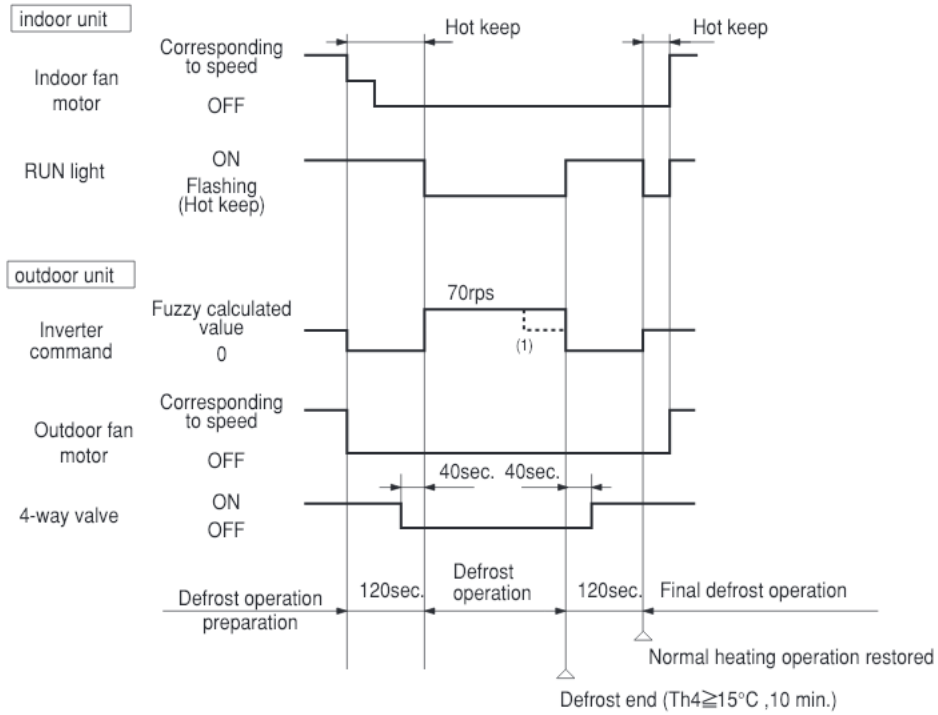 indoor unit
Hot keep
Hot keep
Corresponding
to speed
Indoor fan
motor
OFF
RUN light
ON
Flashing
(Hot keep)
outdoor unit
70rps
Fuzzy calculated
value
Inverter
command
0
(1)
Corresponding
to speed
Outdoor fan
motor
OFF
40sec. 40sec.
4-way valve
ON
OFF
Defrost operation
preparation
120sec.
Defrost
operation
120sec.
Final defrost operation
Normal heating operation restored
Defrost end (Th4≧15°C ,10 min.)